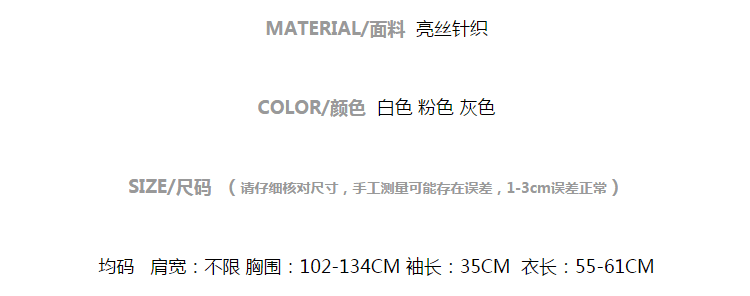 MATERIAL/面料 亮丝针织
COLOR/颜色 白色 粉色 灰色
SIZE/尺码 （请仔细核对尺寸，手工测量可能存在误差，1-3cm误差正常）
均码 肩宽：不限 胸围：102-134CM 袖长：35CM 衣长：55-61CM